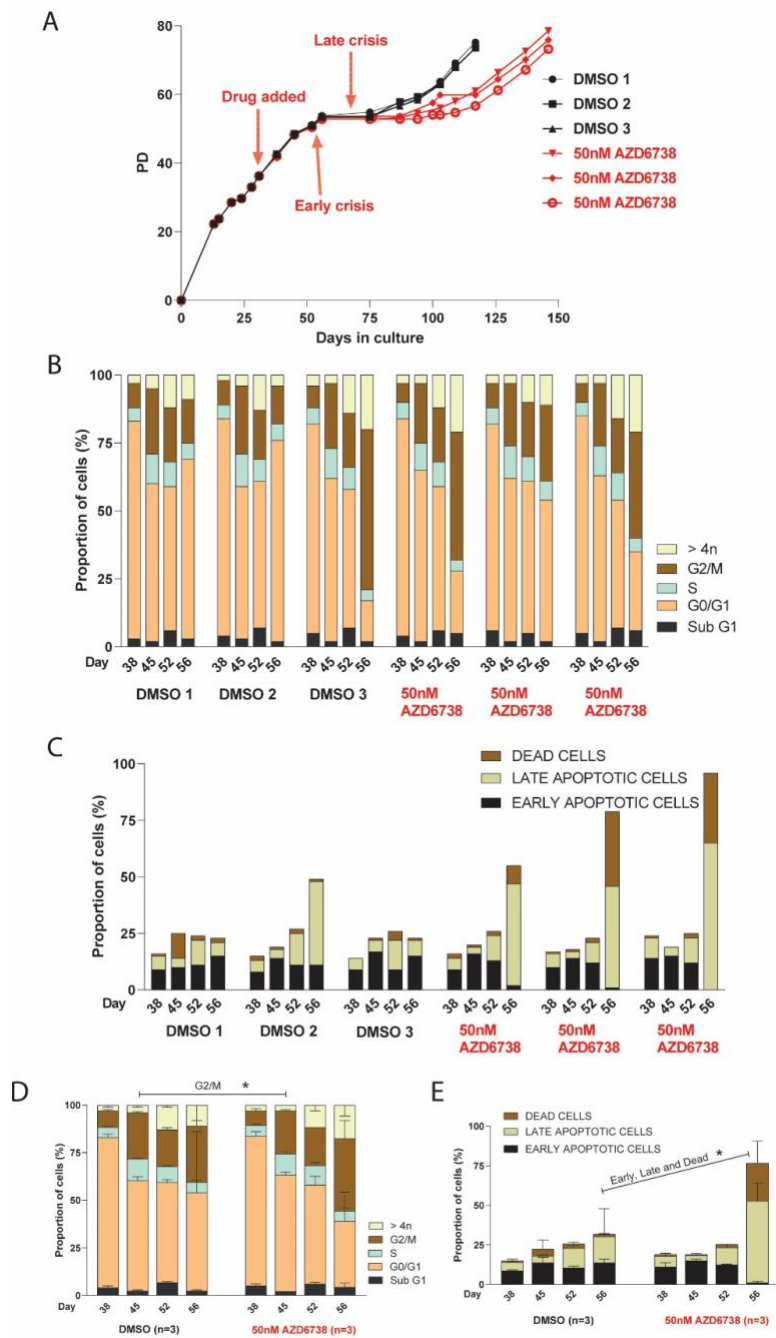 A
80
60
40
20
0
PD
Late crisis
Drug added
Early crisis
DMSO 1
DMSO 2
DMSO 3
50nM AZD6738
50nM AZD6738
50nM AZD6738
0 25 50 75 100 125 150
Days in culture
B
100
75
50
25
0
Proportion of cells (%)
> 4n
G2/M
S
G0/G1
Sub G1
Day 38 45 52 56 38 45 52 56 38 45 52 56 38 45 52 56 38 45 52 56 38 45 52 56
DMSO 1 DMSO 2 DMSO 3 50nM 50nM 50nM
AZD6738 AZD6738 AZD6738
C
100
75
50
25
0
Proportion of cells (%)
DEAD CELLS
LATE APOPTOTIC CELLS
EARLY APOPTOTIC CELLS
Day 38 45 52 56 38 45 52 56 38 45 52 56 38 45 52 56 38 45 52 56 38 45 52 56
DMSO 1 DMSO 2 DMSO 3 50nM 50nM 50nM
AZD6738 AZD6738 AZD6738
D
G2/M *
100
75
50
25
0
Proportion of cells (%)
> 4n
G2/M
S
G0/G1
Sub G1
Day 38 45 52 56 38 45 52 56
DMSO (n=3) 50nM AZD6738 (n=3)
E
DEAD CELLS
LATE APOPTOTIC CELLS
EARLY APOPTOTIC CELLS
100
75
50
25
0
Proportion of cells (%)
Early, Late and Dead *
Day 38 45 52 56 38 45 52 56
DMSO (n=3) 50nM AZD6738 (n=3)